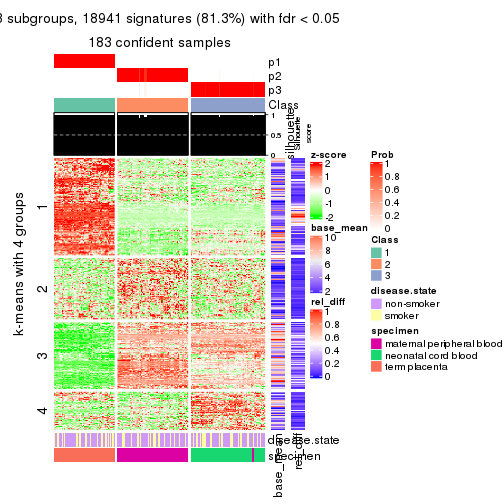 3 subgroups, 18941 signatures (81.3%) with fdr < 0.05
183 confident samples
p1
p2
p3
Class
1
0.5
0
silhouette
Silhouette
score
k-means with 4 groups
1
2
3
4
z-score
2
1
0
-1
-2
base_mean
10
8
6
4
2
rel_diff
1
0.8
0.6
0.4
0.2
0
Prob
1
0.8
0.6
0.4
0.2
0
Class
1
2
3
disease.state
non-smoker
smoker
specimen
maternal peripheral blood
neonatal cord blood
term placenta
disease.state
specimen
base_mean
rel_diff